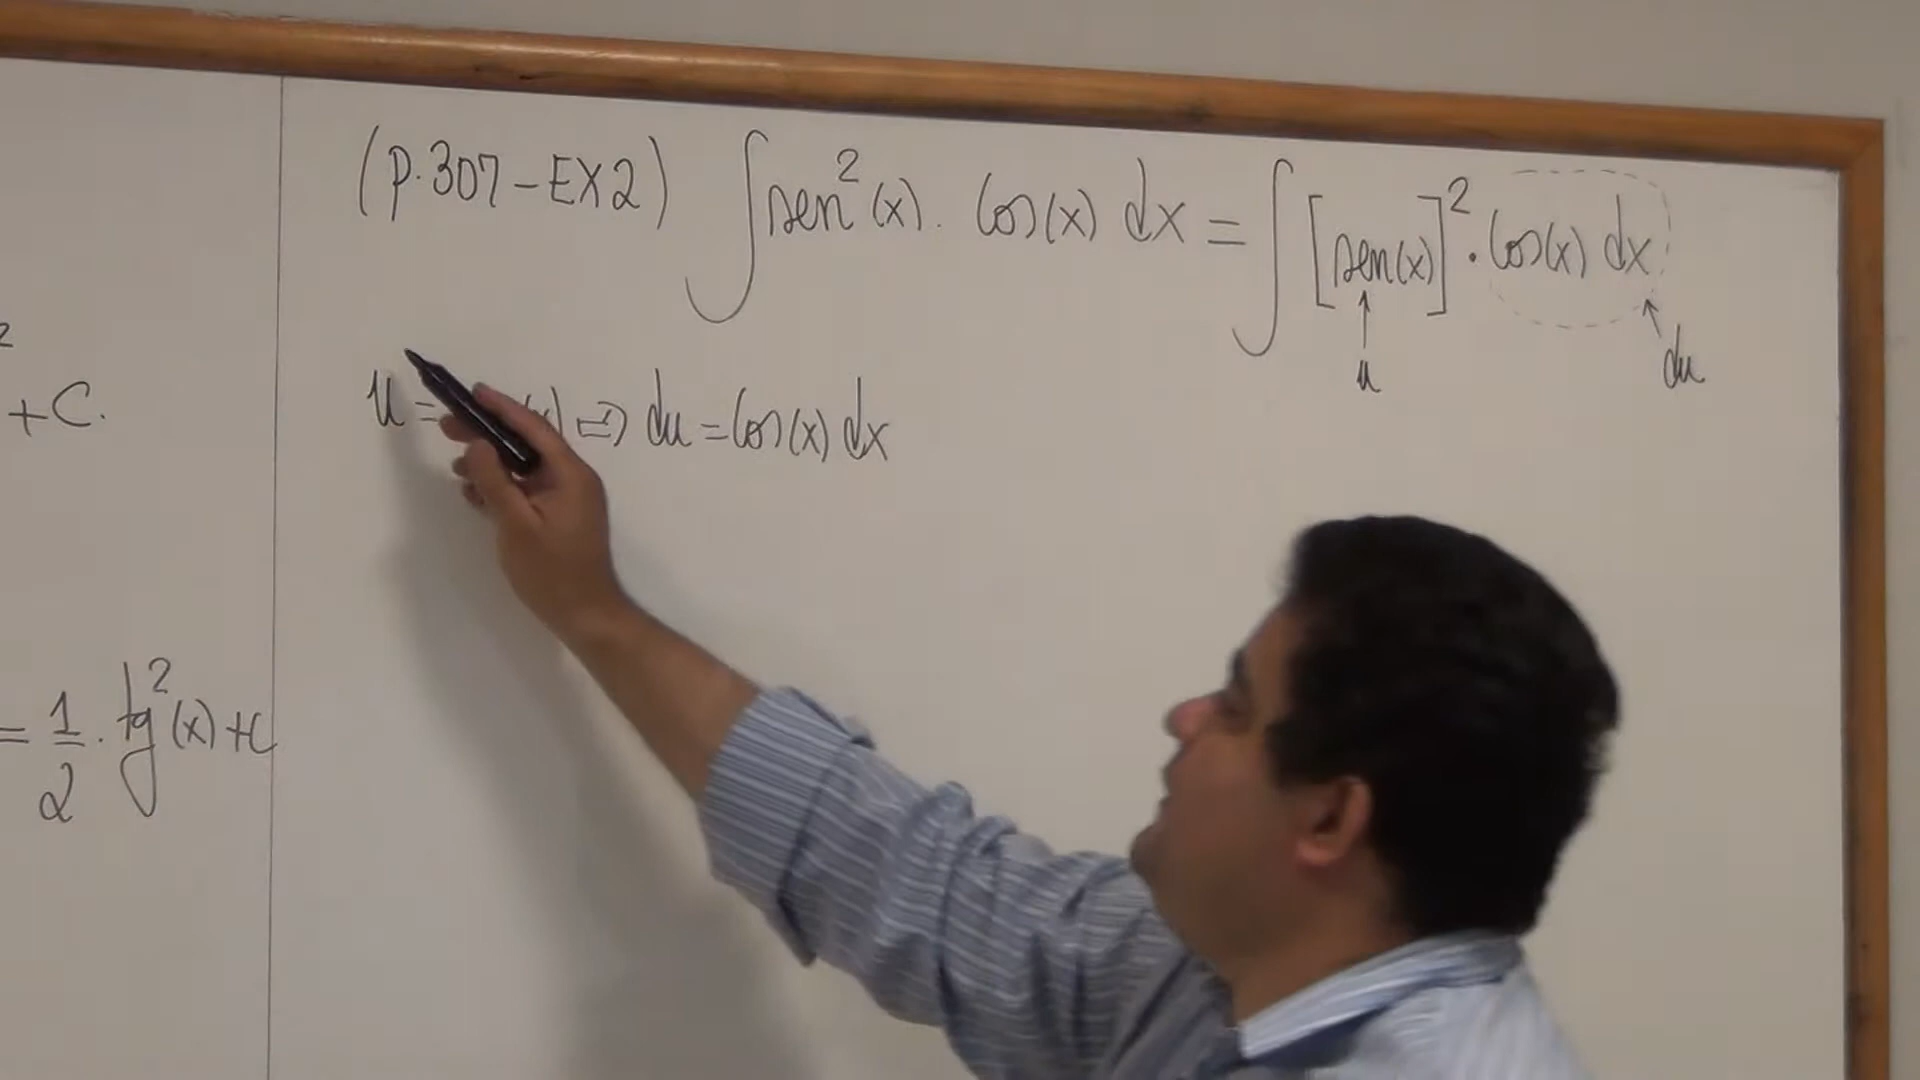 (P.307-EX2) ∫sen²(x). cos(x) dx = ∫[sen(x)]²·cos(x) dx
u du
u= (x) ⇒ du=cos(x) dx
2
+C.
= 1/2 . tg²(x)+C